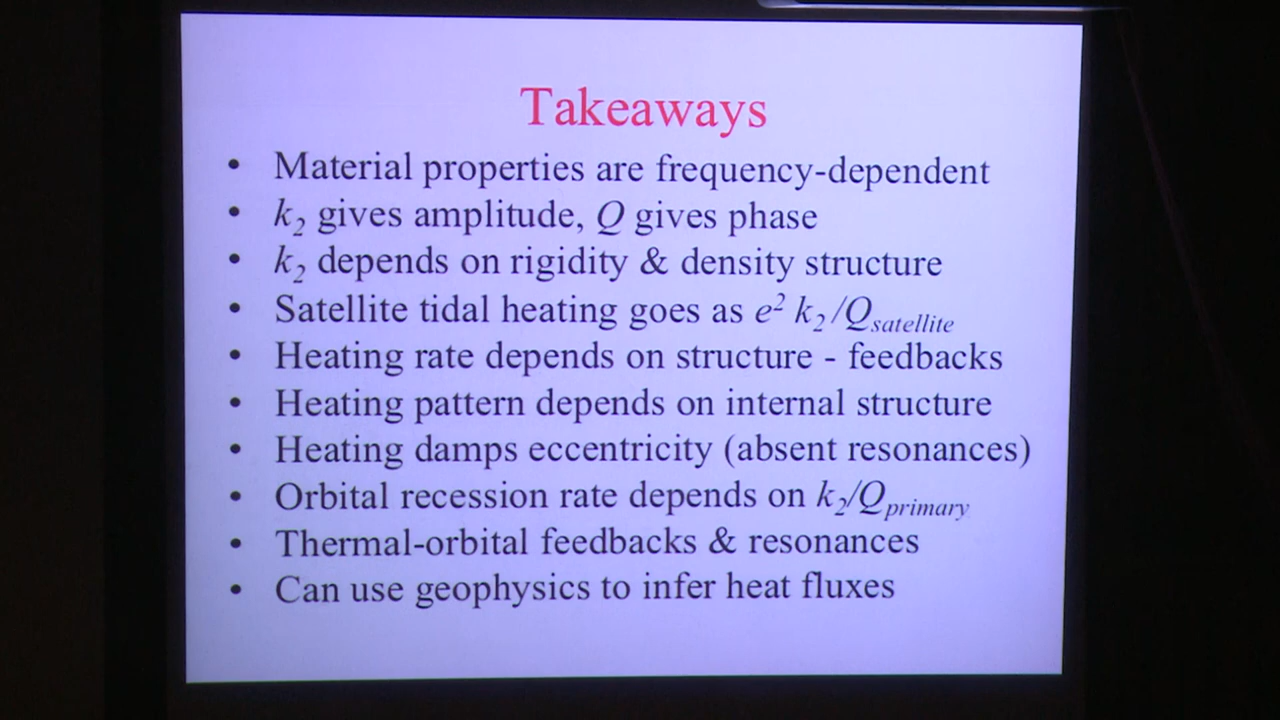 Takeaways
• Material properties are frequency-dependent
• k₂ gives amplitude, Q gives phase
• k₂ depends on rigidity & density structure
• Satellite tidal heating goes as e² k₂/Q_satellite
• Heating rate depends on structure - feedbacks
• Heating pattern depends on internal structure
• Heating damps eccentricity (absent resonances)
• Orbital recession rate depends on k₂/Q_primary
• Thermal-orbital feedbacks & resonances
• Can use geophysics to infer heat fluxes